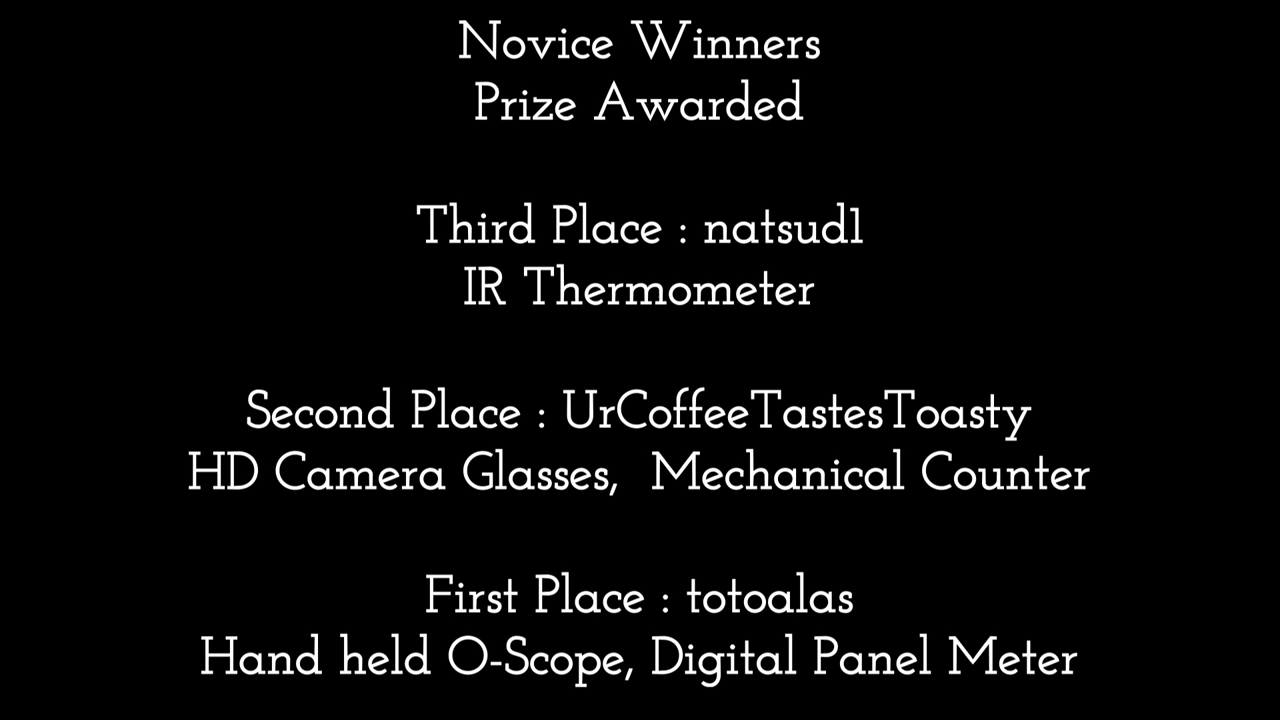 Novice Winners
Prize Awarded
Third Place : natsud1
IR Thermometer
Second Place : UrCoffeeTastesToasty
HD Camera Glasses,  Mechanical Counter
First Place : totoalas
Hand held O-Scope, Digital Panel Meter